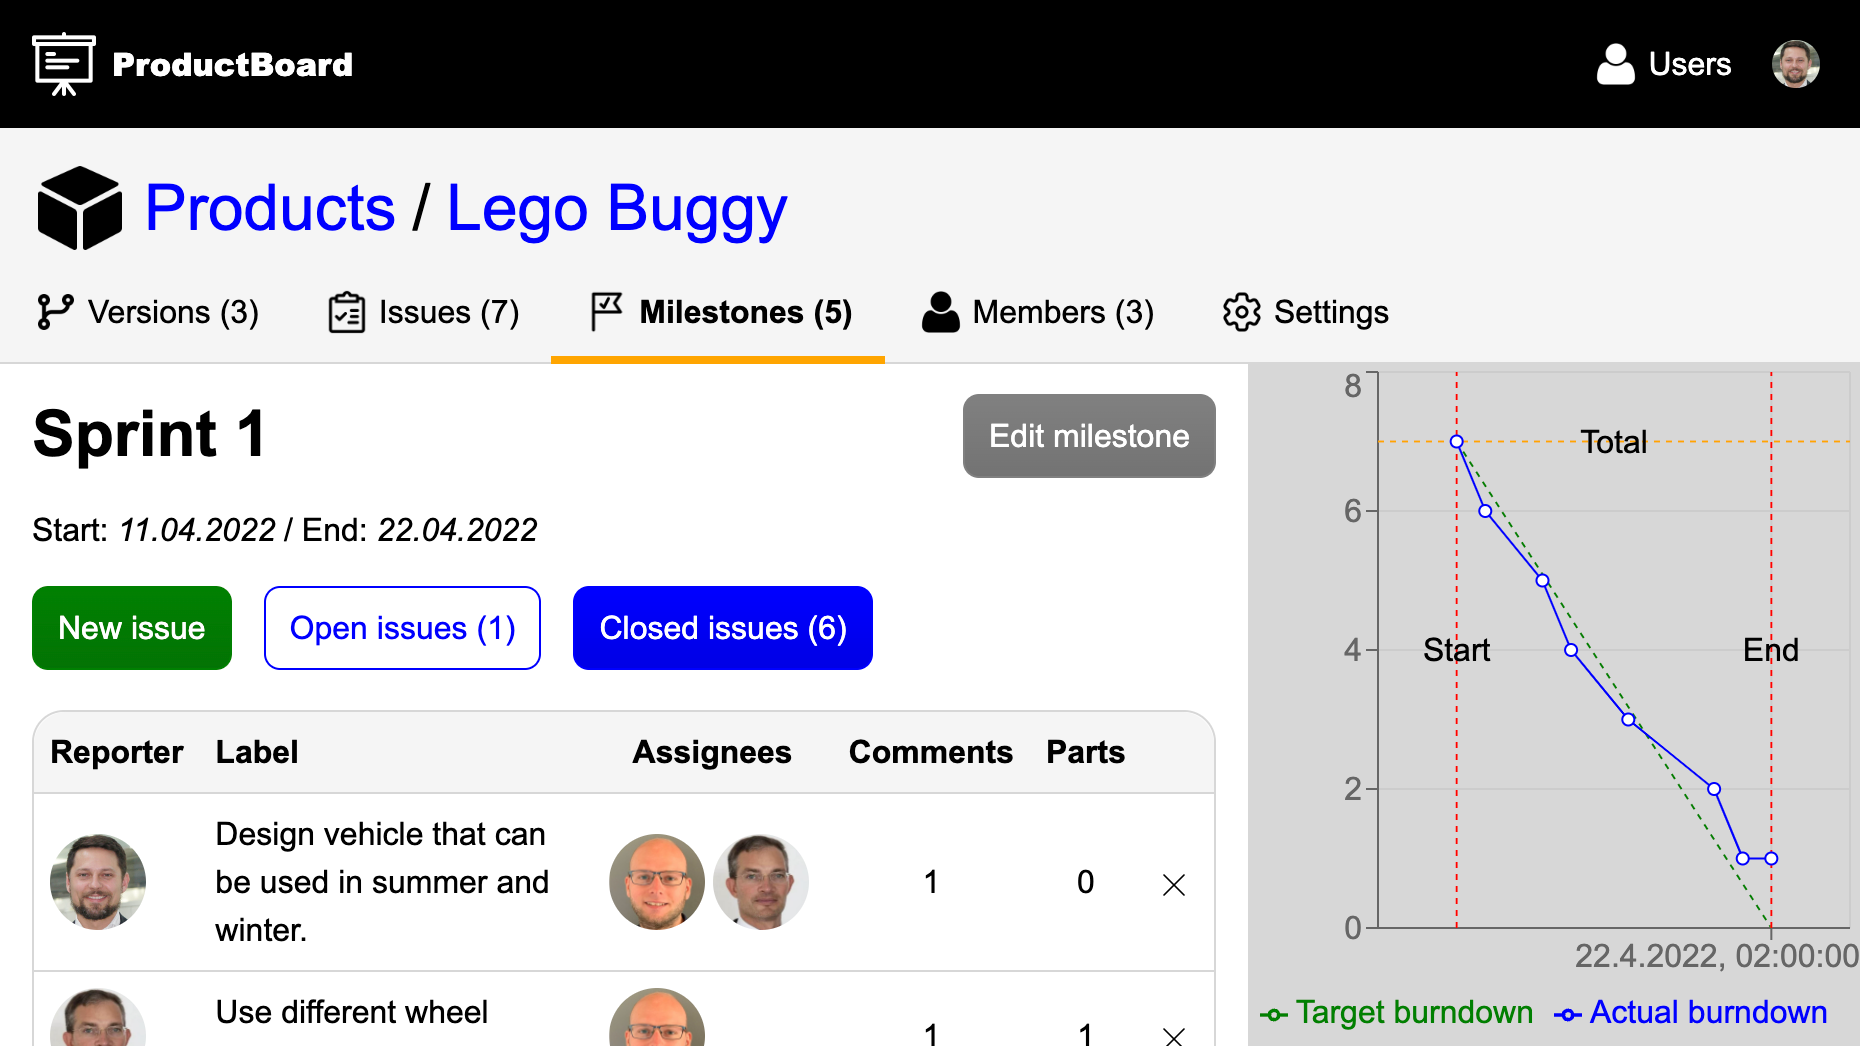 ProductBoard
Users
Products / Lego Buggy
Versions (3)
Issues (7)
Milestones (5)
Members (3)
Settings
Sprint 1
Edit milestone
Start: 11.04.2022 / End: 22.04.2022
New issue
Open issues (1)
Closed issues (6)
Reporter Label Assignees Comments Parts
Design vehicle that can
be used in summer and
winter.
1 0
Use different wheel
1 1
8
Total
6
4
Start
End
2
0
22.4.2022, 02:00:00
Target burndown
Actual burndown